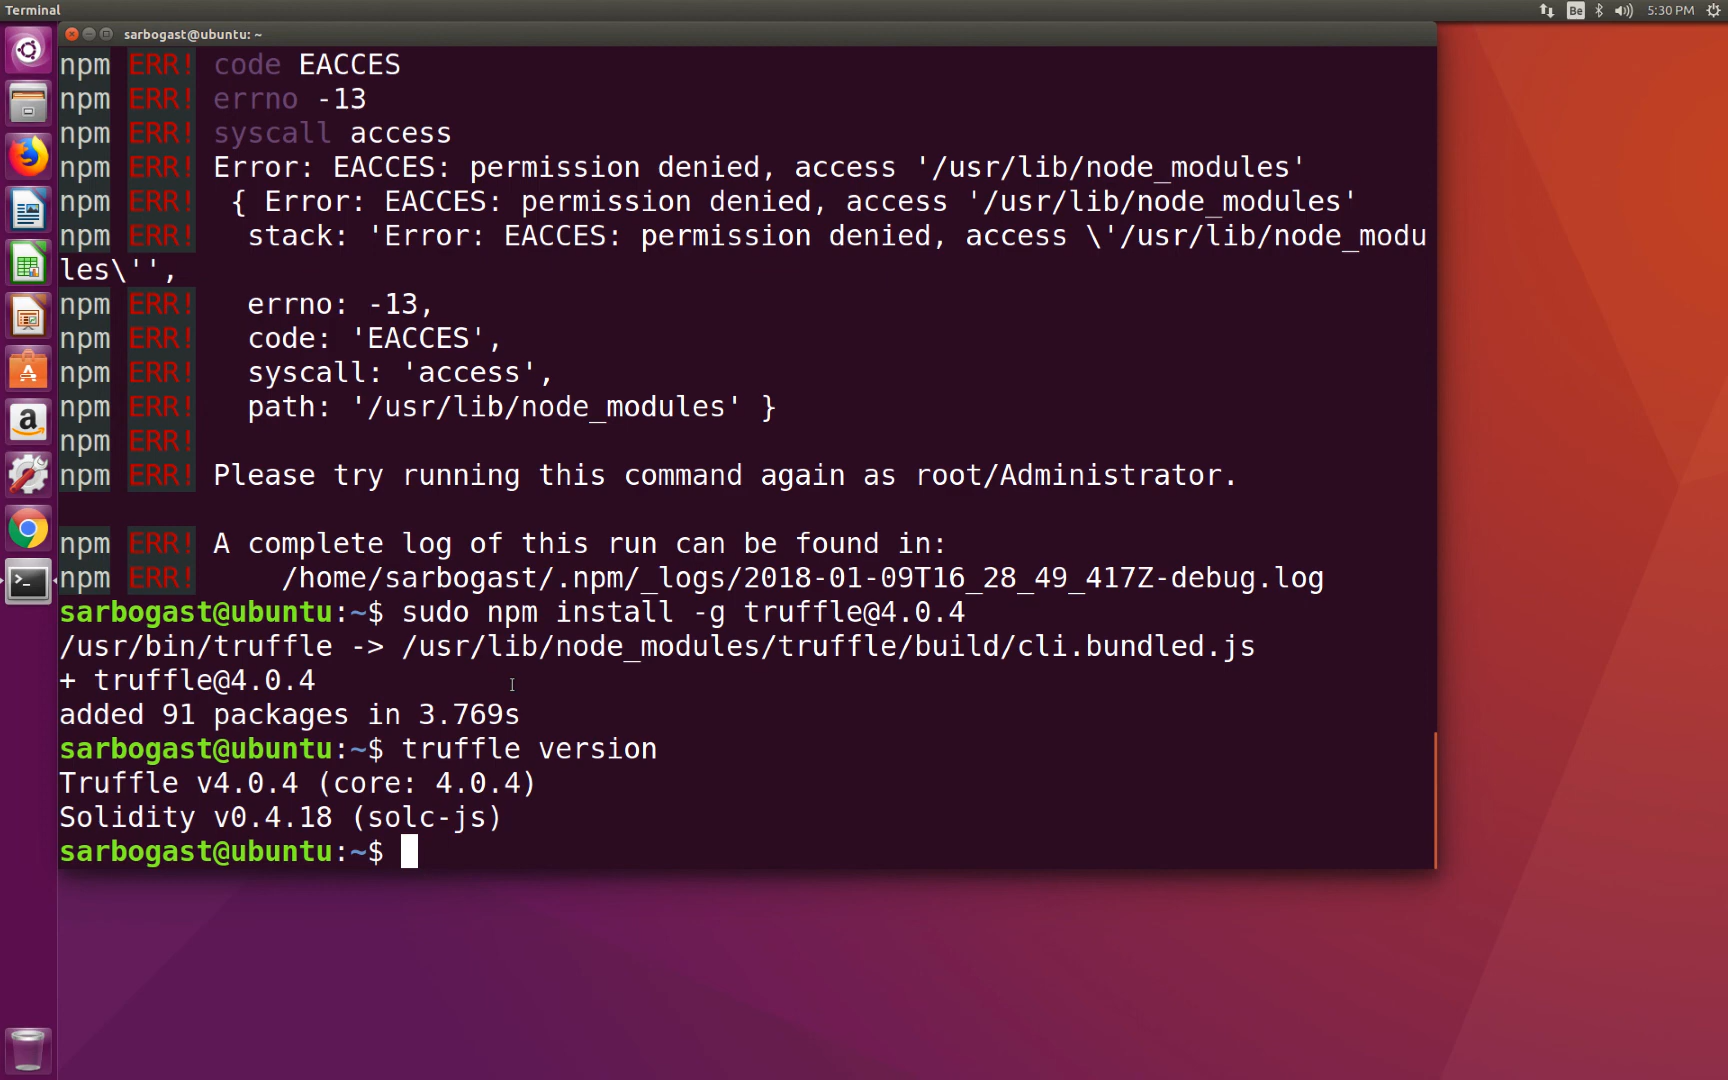 Terminal
Be
5:30 PM
sarbogast@ubuntu: ~
npm ERR! code EACCES
npm ERR! errno -13
npm ERR! syscall access
npm ERR! Error: EACCES: permission denied, access '/usr/lib/node_modules'
npm ERR!  { Error: EACCES: permission denied, access '/usr/lib/node_modules'
npm ERR!   stack: 'Error: EACCES: permission denied, access \'/usr/lib/node_modu
les\'',
npm ERR!   errno: -13,
npm ERR!   code: 'EACCES',
npm ERR!   syscall: 'access',
npm ERR!   path: '/usr/lib/node_modules' }
npm ERR!
npm ERR! Please try running this command again as root/Administrator.
npm ERR! A complete log of this run can be found in:
npm ERR!     /home/sarbogast/.npm/_logs/2018-01-09T16_28_49_417Z-debug.log
sarbogast@ubuntu:~$ sudo npm install -g truffle@4.0.4
/usr/bin/truffle -> /usr/lib/node_modules/truffle/build/cli.bundled.js
+ truffle@4.0.4
added 91 packages in 3.769s
sarbogast@ubuntu:~$ truffle version
Truffle v4.0.4 (core: 4.0.4)
Solidity v0.4.18 (solc-js)
sarbogast@ubuntu:~$